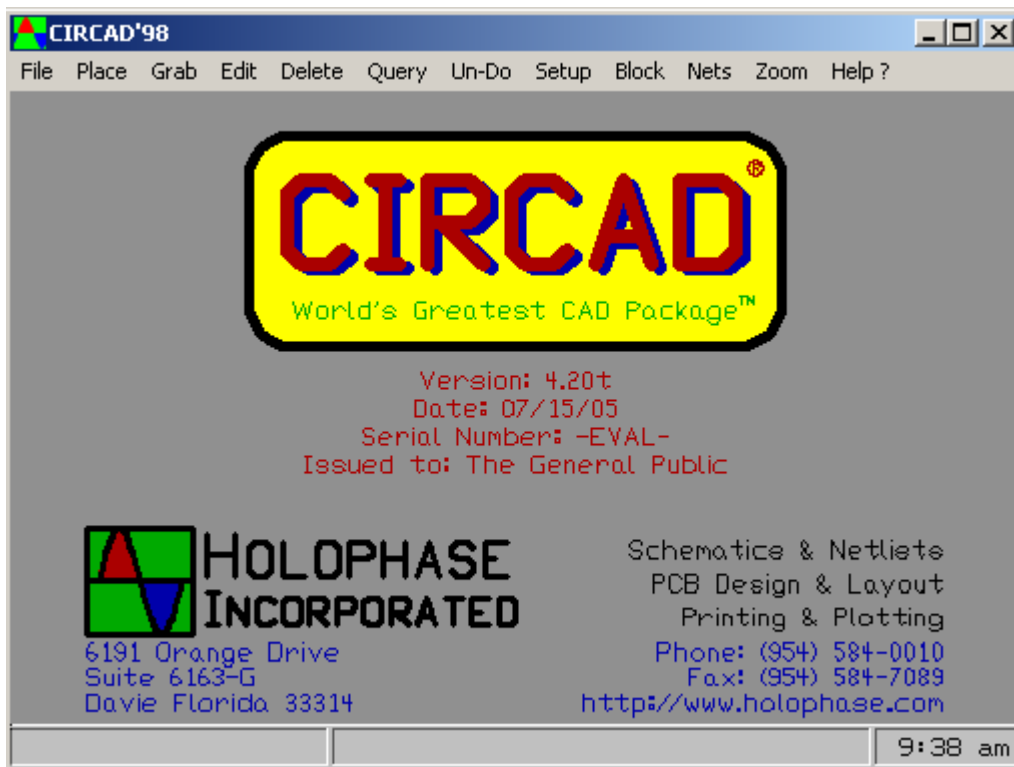 CIRCAD'98
File Place Grab Edit Delete Query Un-Do Setup Block Nets Zoom Help ?
CIRCAD®
World's Greatest CAD Package™
Version: 4.20t
Date: 07/15/05
Serial Number: -EVAL-
Issued to: The General Public
HOLOPHASE
INCORPORATED
6191 Orange Drive
Suite 6163-G
Davie Florida 33314
Schematics & Netlists
PCB Design & Layout
Printing & Plotting
Phone: (954) 584-0010
Fax: (954) 584-7089
http://www.holophase.com
9:38 am